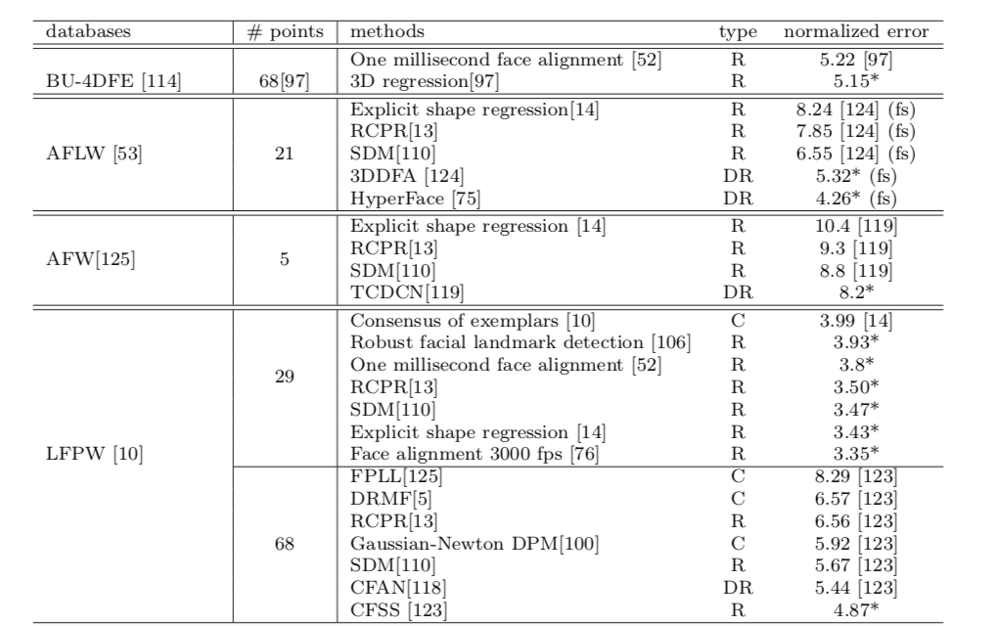 databases # points methods type normalized error
One millisecond face alignment [52] R 5.22 [97]
BU-4DFE [114] 68[97] 3D regression[97] R 5.15*
Explicit shape regression[14] R 8.24 [124] (fs)
RCPR[13] R 7.85 [124] (fs)
AFLW [53] 21 SDM[110] R 6.55 [124] (fs)
3DDFA [124] DR 5.32* (fs)
HyperFace [75] DR 4.26* (fs)
Explicit shape regression [14] R 10.4 [119]
RCPR[13] R 9.3 [119]
AFW[125] 5
SDM[110] R 8.8 [119]
TCDCN[119] DR 8.2*
Consensus of exemplars [10] C 3.99 [14]
Robust facial landmark detection [106] R 3.93*
One millisecond face alignment [52] R 3.8*
29
RCPR[13] R 3.50*
SDM[110] R 3.47*
Explicit shape regression [14] R 3.43*
LFPW [10] Face alignment 3000 fps [76] R 3.35*
FPLL[125] C 8.29 [123]
DRMF[5] C 6.57 [123]
RCPR[13] R 6.56 [123]
68 Gaussian-Newton DPM[100] C 5.92 [123]
SDM[110] R 5.67 [123]
CFAN[118] DR 5.44 [123]
CFSS [123] R 4.87*